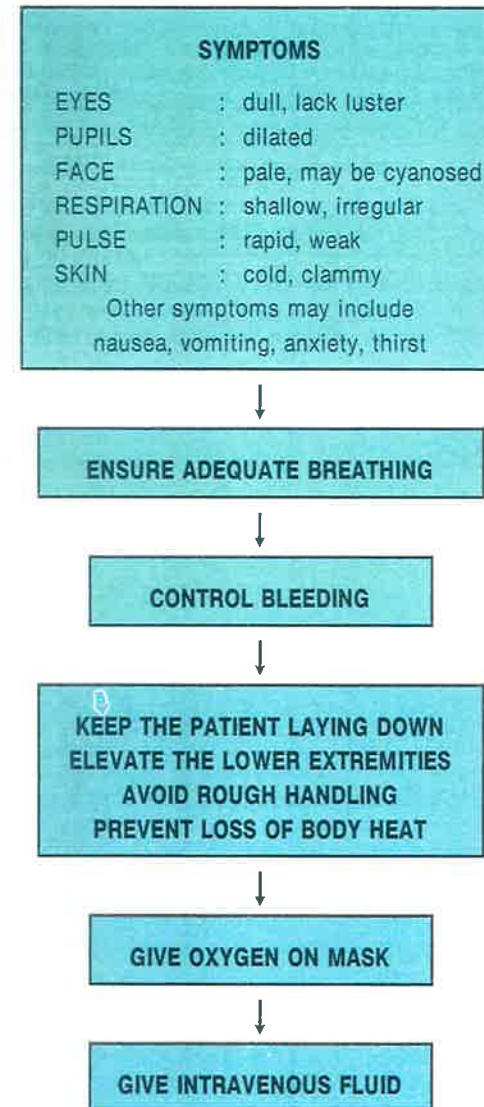 SYMPTOMS
EYES : dull, lack luster
PUPILS : dilated
FACE : pale, may be cyanosed
RESPIRATION : shallow, irregular
PULSE : rapid, weak
SKIN : cold, clammy
Other symptoms may include
nausea, vomiting, anxiety, thirst
ENSURE ADEQUATE BREATHING
CONTROL BLEEDING
KEEP THE PATIENT LAYING DOWN
ELEVATE THE LOWER EXTREMITIES
AVOID ROUGH HANDLING
PREVENT LOSS OF BODY HEAT
GIVE OXYGEN ON MASK
GIVE INTRAVENOUS FLUID